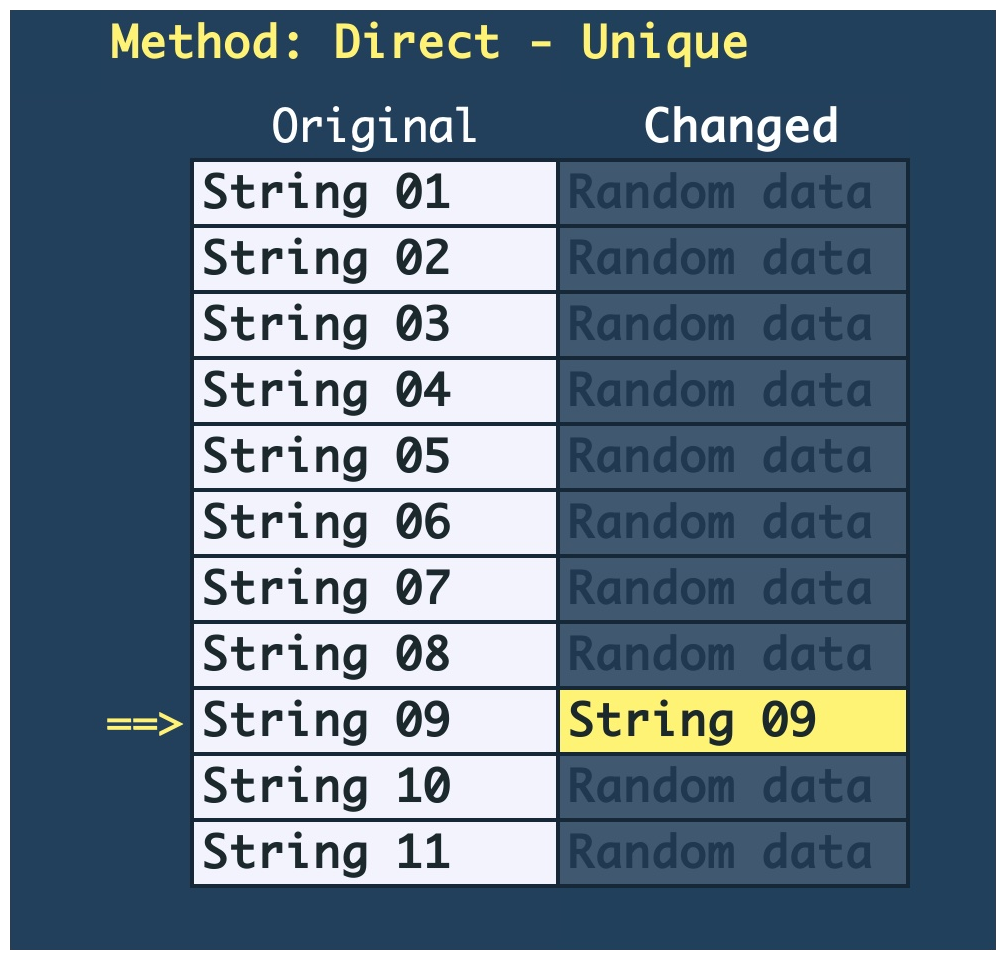 Method: Direct - Unique
Original Changed
String 01 Random data
String 02 Random data
String 03 Random data
String 04 Random data
String 05 Random data
String 06 Random data
String 07 Random data
String 08 Random data
==> String 09 String 09
String 10 Random data
String 11 Random data